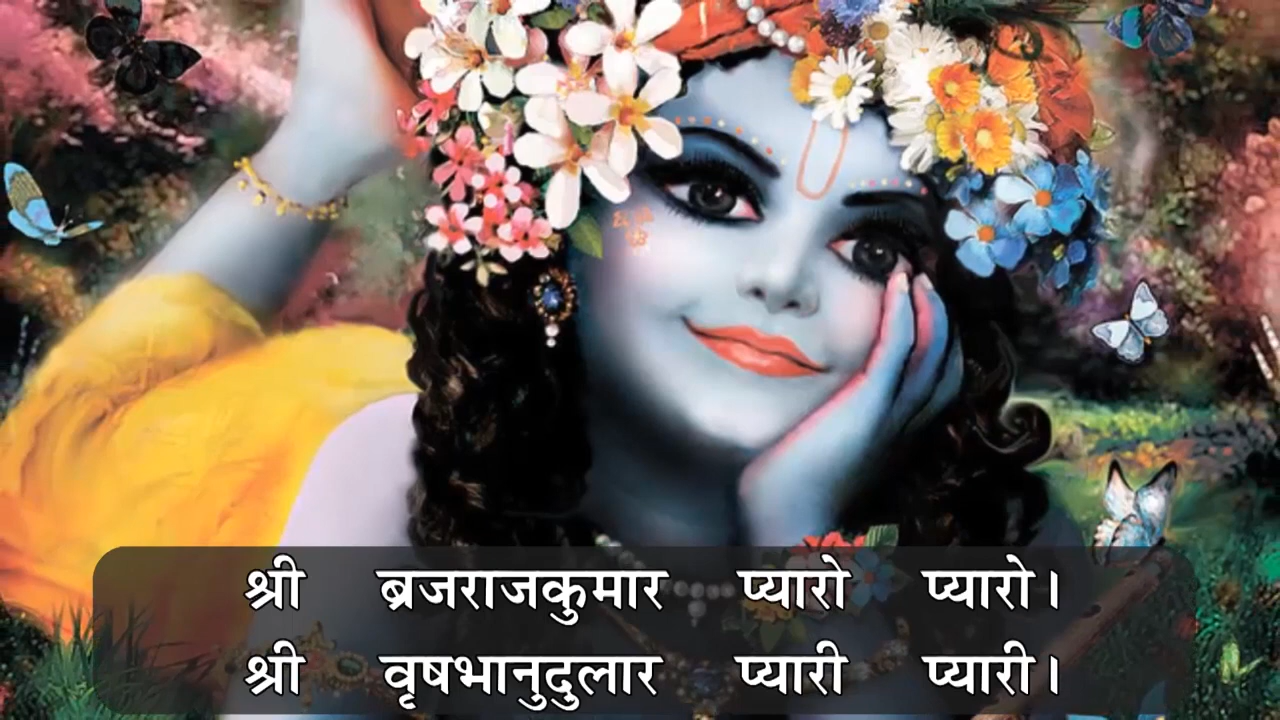 श्री ब्रजराजकुमार प्यारो प्यारो।
श्री वृषभानुदुलार प्यारी प्यारी।